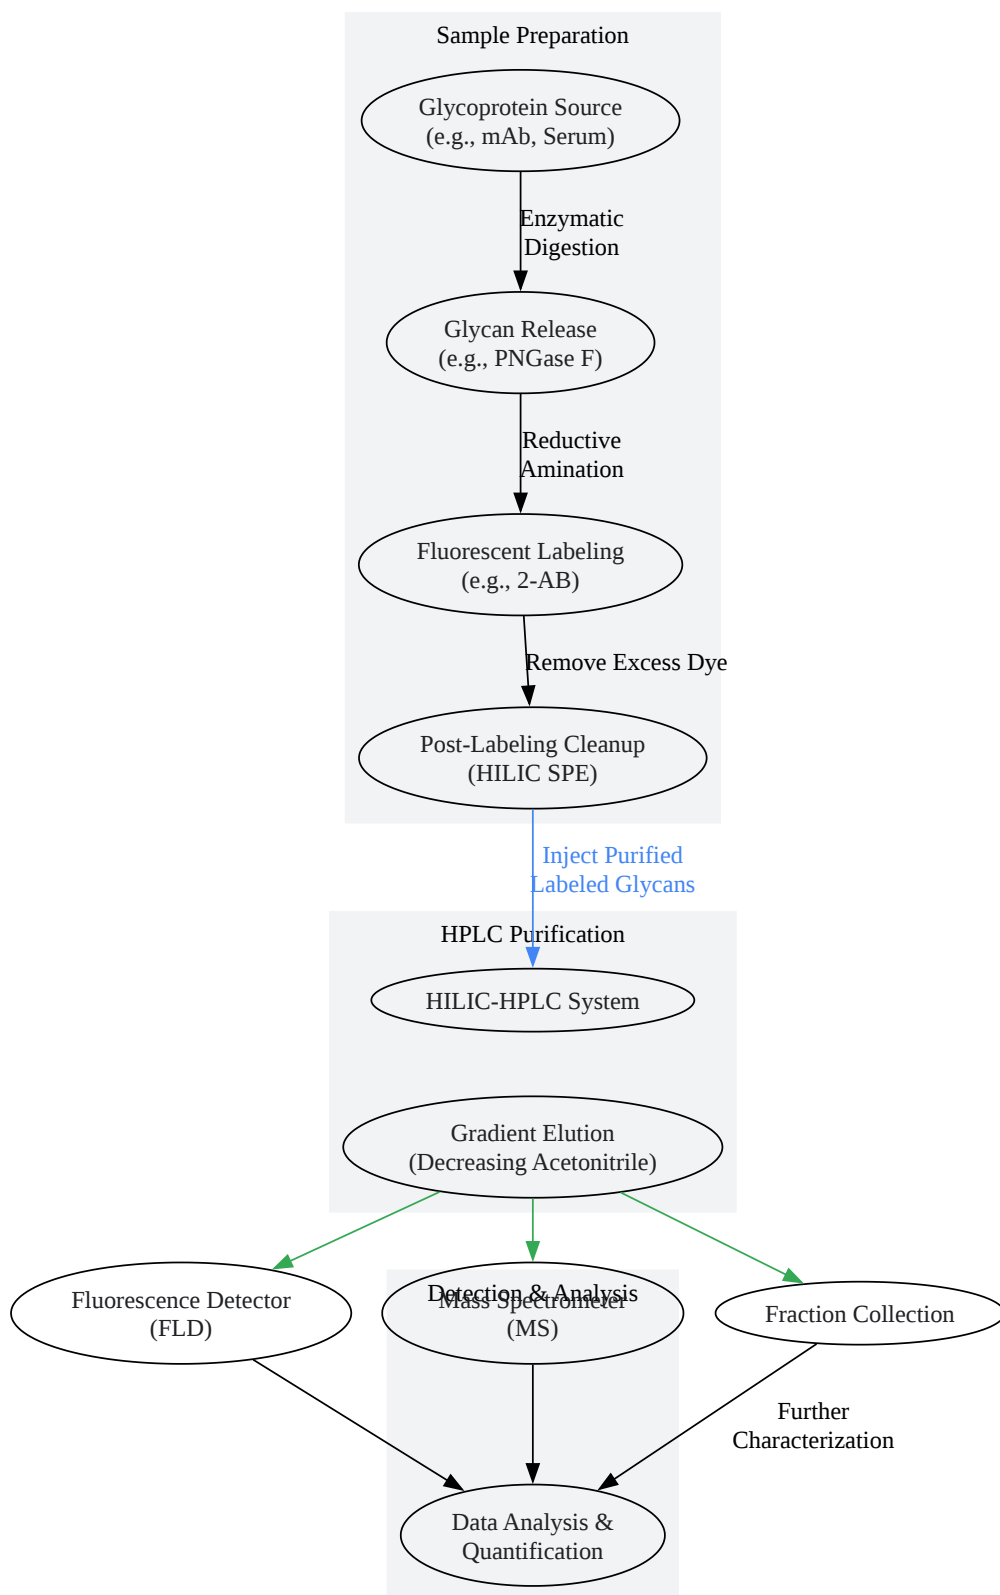 Sample Preparation
Glycoprotein Source
(e.g., mAb, Serum)
Enzymatic
Digestion
Glycan Release
(e.g., PNGase F)
Reductive
Amination
Fluorescent Labeling
(e.g., 2-AB)
Remove Excess Dye
Post-Labeling Cleanup
(HILIC SPE)
Inject Purified
Labeled Glycans
HPLC Purification
HILIC-HPLC System
Gradient Elution
(Decreasing Acetonitrile)
Detection & Analysis
Fluorescence Detector
(FLD)
Mass Spectrometer
(MS)
Fraction Collection
Further
Characterization
Data Analysis &
Quantification